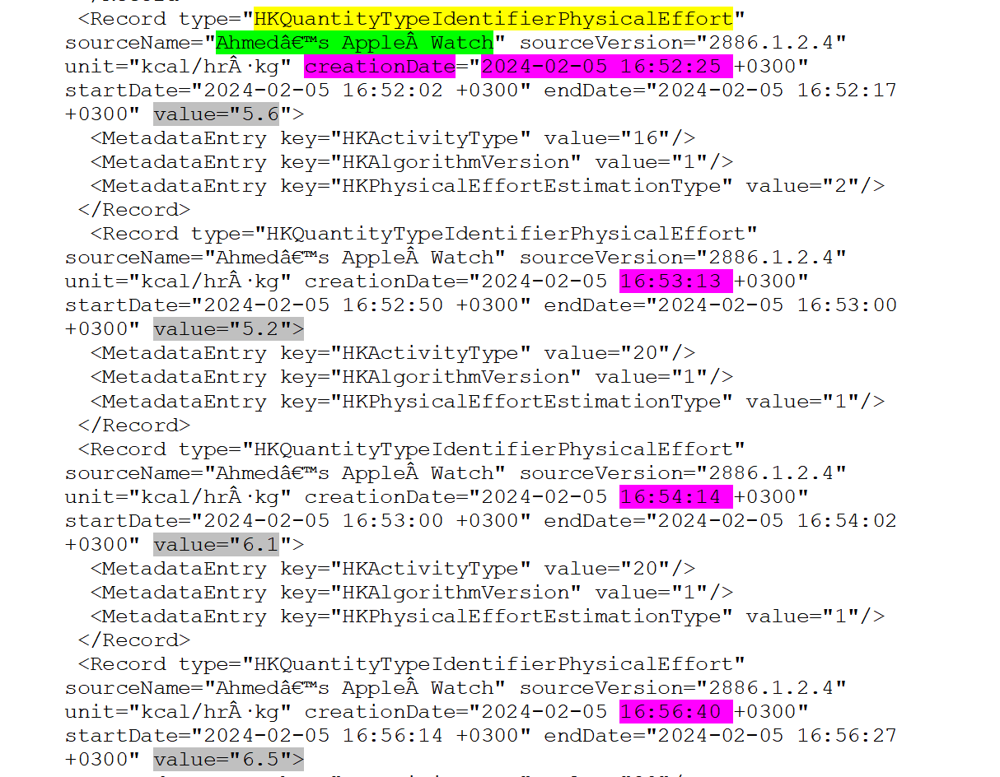 <Record type="HKQuantityTypeIdentifierPhysicalEffort"
sourceName="Ahmedâ€™s AppleÂ Watch" sourceVersion="2886.1.2.4"
unit="kcal/hrÂ·kg" creationDate="2024-02-05 16:52:25 +0300"
startDate="2024-02-05 16:52:02 +0300" endDate="2024-02-05 16:52:17
+0300" value="5.6">
<MetadataEntry key="HKActivityType" value="16"/>
<MetadataEntry key="HKAlgorithmVersion" value="1"/>
<MetadataEntry key="HKPhysicalEffortEstimationType" value="2"/>
</Record>
<Record type="HKQuantityTypeIdentifierPhysicalEffort"
sourceName="Ahmedâ€™s AppleÂ Watch" sourceVersion="2886.1.2.4"
unit="kcal/hrÂ·kg" creationDate="2024-02-05 16:53:13 +0300"
startDate="2024-02-05 16:52:50 +0300" endDate="2024-02-05 16:53:00
+0300" value="5.2">
<MetadataEntry key="HKActivityType" value="20"/>
<MetadataEntry key="HKAlgorithmVersion" value="1"/>
<MetadataEntry key="HKPhysicalEffortEstimationType" value="1"/>
</Record>
<Record type="HKQuantityTypeIdentifierPhysicalEffort"
sourceName="Ahmedâ€™s AppleÂ Watch" sourceVersion="2886.1.2.4"
unit="kcal/hrÂ·kg" creationDate="2024-02-05 16:54:14 +0300"
startDate="2024-02-05 16:53:00 +0300" endDate="2024-02-05 16:54:02
+0300" value="6.1">
<MetadataEntry key="HKActivityType" value="20"/>
<MetadataEntry key="HKAlgorithmVersion" value="1"/>
<MetadataEntry key="HKPhysicalEffortEstimationType" value="1"/>
</Record>
<Record type="HKQuantityTypeIdentifierPhysicalEffort"
sourceName="Ahmedâ€™s AppleÂ Watch" sourceVersion="2886.1.2.4"
unit="kcal/hrÂ·kg" creationDate="2024-02-05 16:56:40 +0300"
startDate="2024-02-05 16:56:14 +0300" endDate="2024-02-05 16:56:27
+0300" value="6.5">